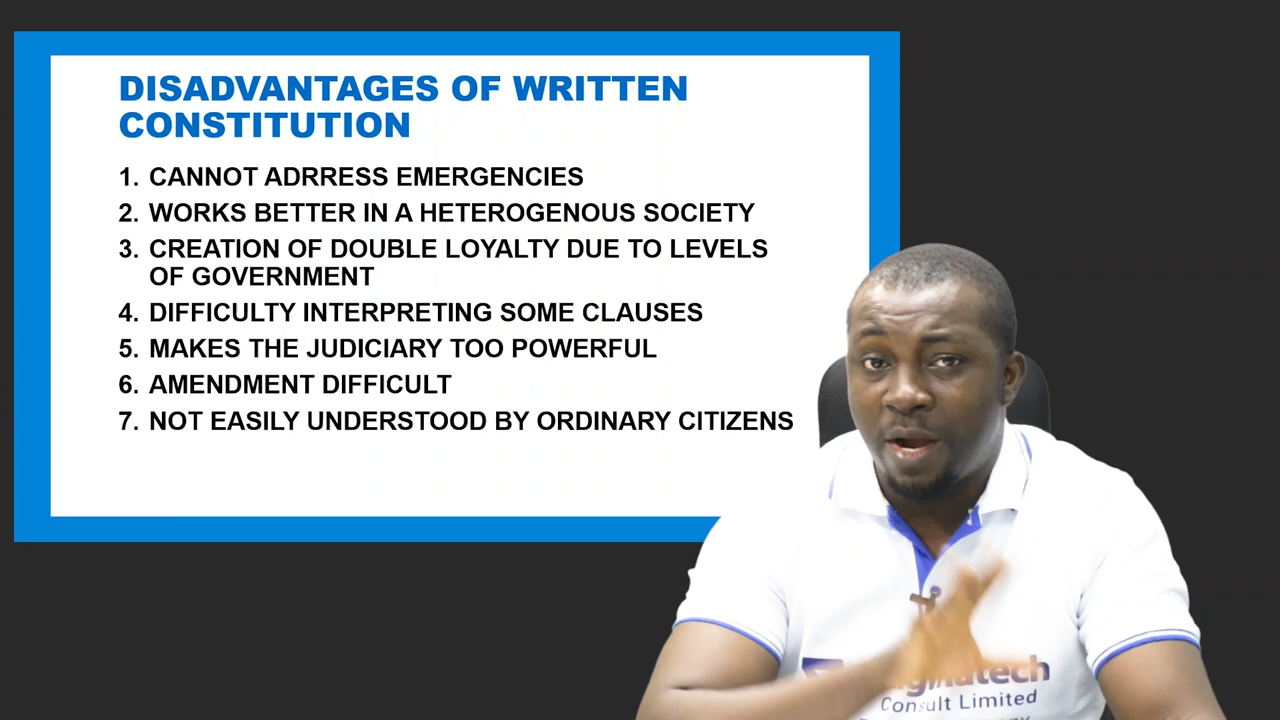 DISADVANTAGES OF WRITTEN
CONSTITUTION
1. CANNOT ADRRESS EMERGENCIES
2. WORKS BETTER IN A HETEROGENOUS SOCIETY
3. CREATION OF DOUBLE LOYALTY DUE TO LEVELS
OF GOVERNMENT
4. DIFFICULTY INTERPRETING SOME CLAUSES
5. MAKES THE JUDICIARY TOO POWERFUL
6. AMENDMENT DIFFICULT
7. NOT EASILY UNDERSTOOD BY ORDINARY CITIZENS
Consult Limited